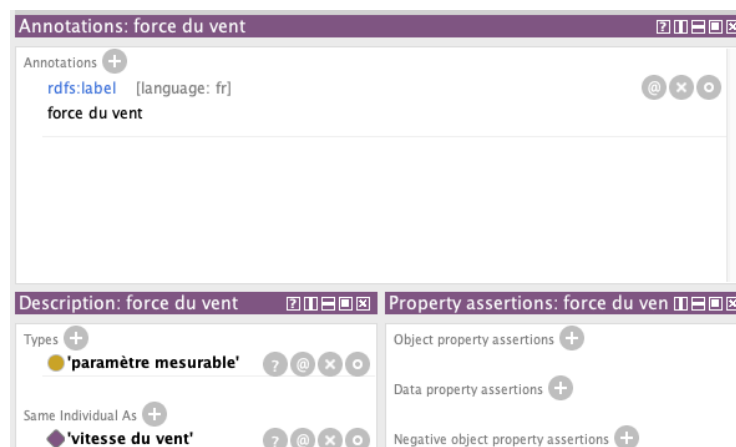 Annotations: force du vent
Annotations
rdfs:label [language: fr]
force du vent
Description: force du vent
Property assertions: force du ven
Types
'paramètre mesurable'
Same Individual As
'vitesse du vent'
Object property assertions
Data property assertions
Negative object property assertions